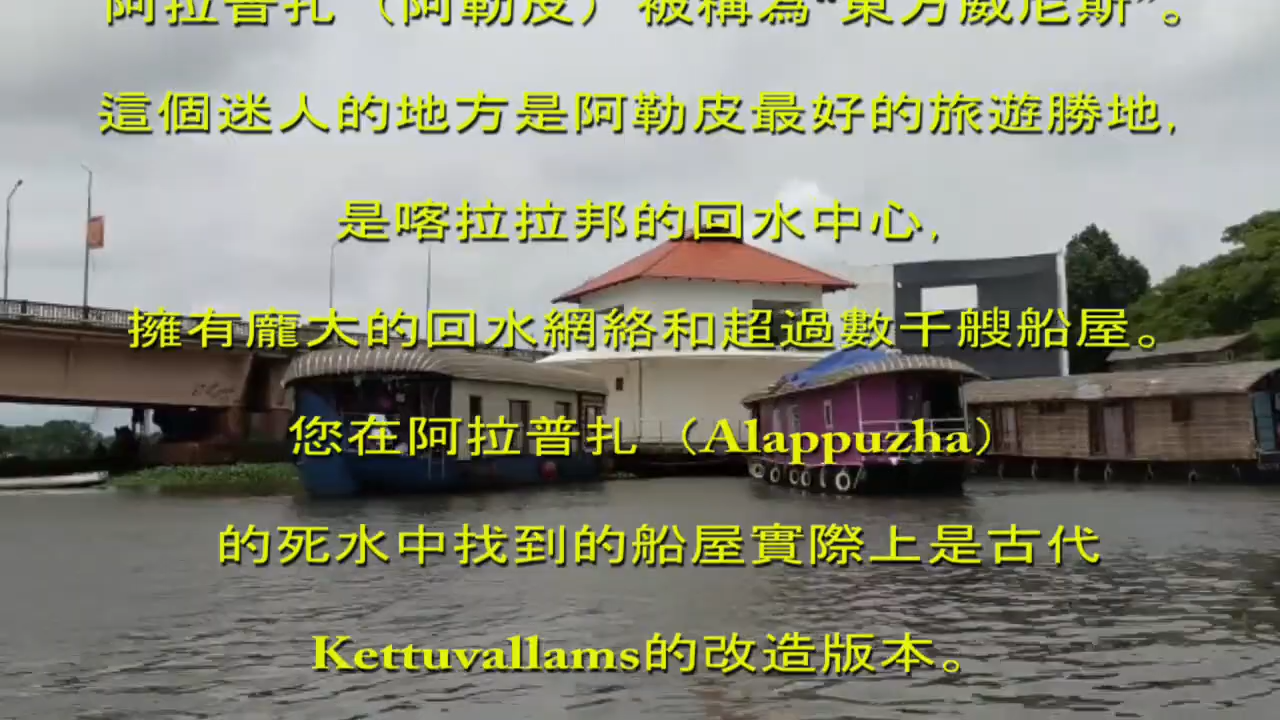 阿拉普扎（阿勒皮）被稱為“東方威尼斯”。
這個迷人的地方是阿勒皮最好的旅遊勝地,
是喀拉拉邦的回水中心,
擁有龐大的回水網絡和超過數千艘船屋。
您在阿拉普扎（Alappuzha）
的死水中找到的船屋實際上是古代
Kettuvallams的改造版本。